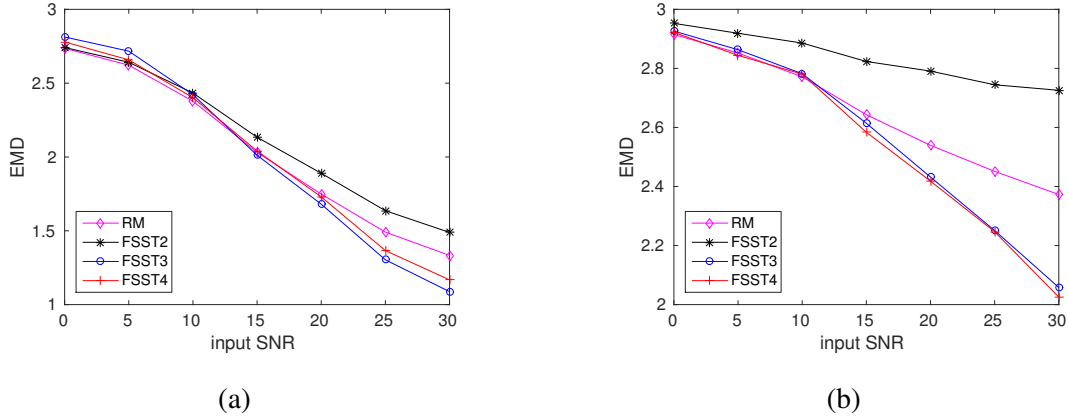 3
2.5
2
1.5
1
EMD
RM
FSST2
FSST3
FSST4
0 5 10 15 20 25 30
input SNR
(a)
3
2.8
2.6
2.4
2.2
2
EMD
RM
FSST2
FSST3
FSST4
0 5 10 15 20 25 30
input SNR
(b)